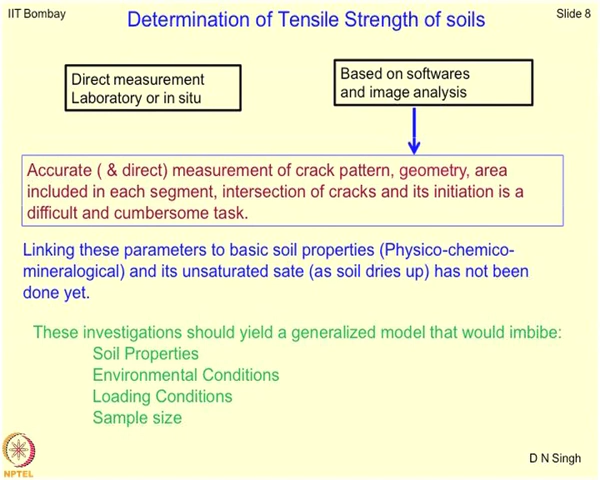 IIT Bombay
Determination of Tensile Strength of soils
Slide 8
Direct measurement
Laboratory or in situ
Based on softwares
and image analysis
Accurate ( & direct) measurement of crack pattern, geometry, area
included in each segment, intersection of cracks and its initiation is a
difficult and cumbersome task.
Linking these parameters to basic soil properties (Physico-chemico-
mineralogical) and its unsaturated sate (as soil dries up) has not been
done yet.
These investigations should yield a generalized model that would imbibe:
Soil Properties
Environmental Conditions
Loading Conditions
Sample size
NPTEL
D N Singh